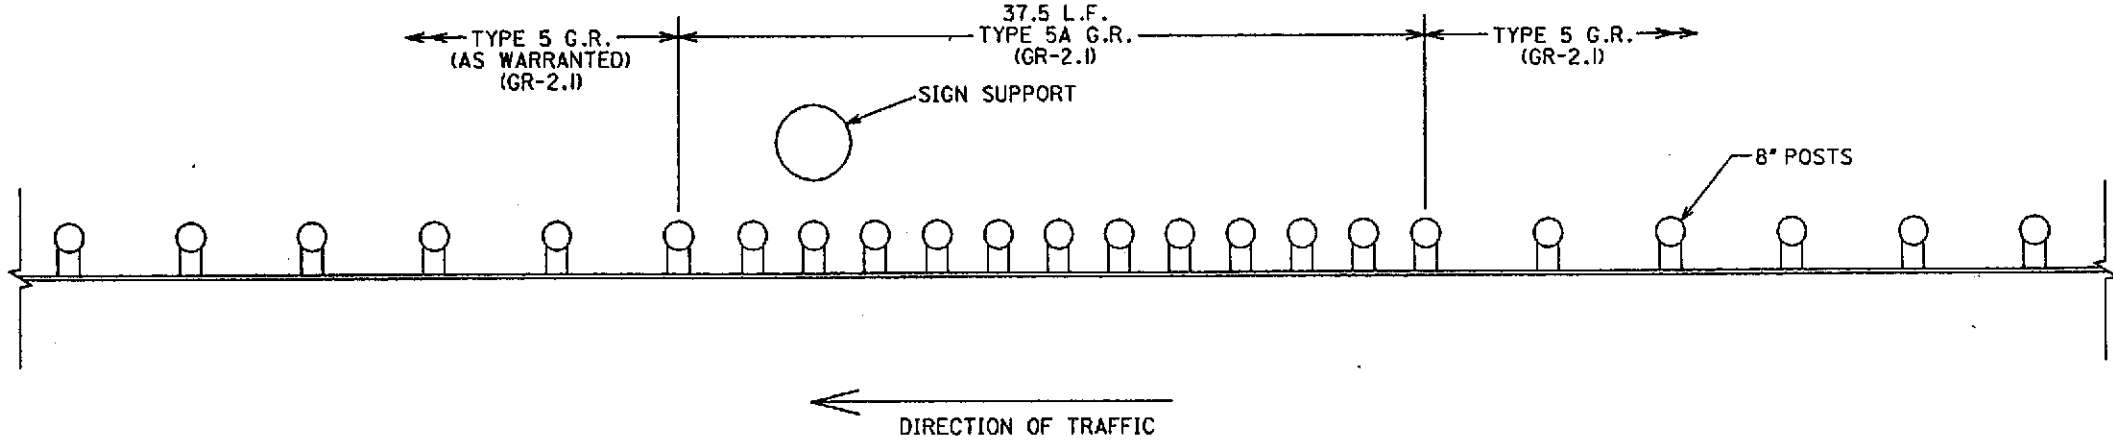 TYPE 5 G.R.
(AS WARRANTED)
(GR-2.1)
37.5 L.F.
TYPE 5A G.R.
(GR-2.1)
TYPE 5 G.R.
(GR-2.1)
SIGN SUPPORT
8" POSTS
DIRECTION OF TRAFFIC